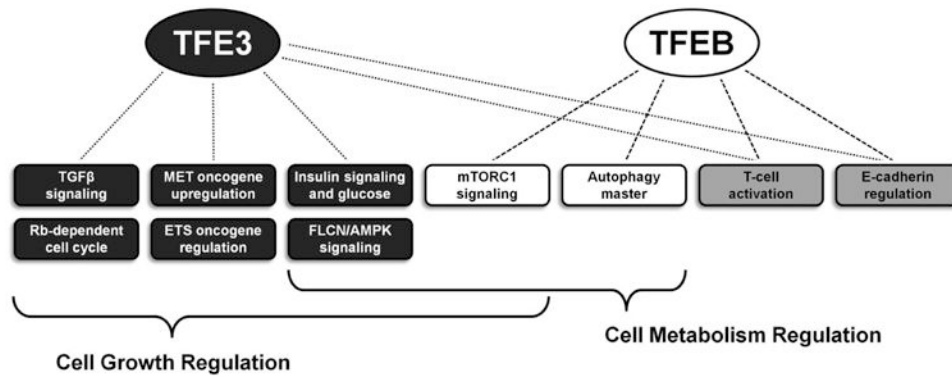 TFE3
TFEB
TGFβ
signaling
MET oncogene
upregulation
Insulin signaling
and glucose
mTORC1
signaling
Autophagy
master
T-cell
activation
E-cadherin
regulation
Rb-dependent
cell cycle
ETS oncogene
regulation
FLCN/AMPK
signaling
Cell Metabolism Regulation
Cell Growth Regulation